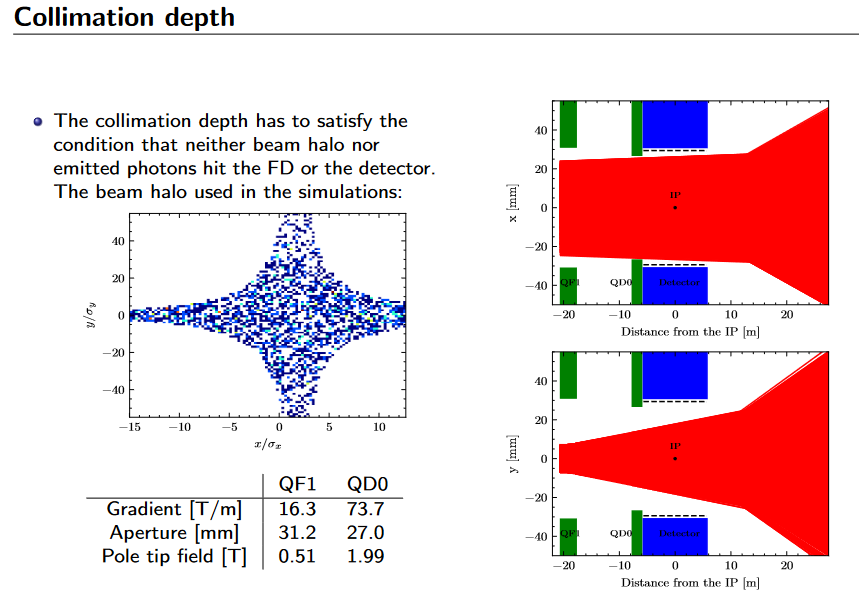 Collimation depth
The collimation depth has to satisfy the
condition that neither beam halo nor
emitted photons hit the FD or the detector.
The beam halo used in the simulations:
40
20
0
−20
−40
y/σy
−15 −10 −5 0 5 10
x/σx
QF1 QD0
Gradient [T/m] 16.3 73.7
Aperture [mm] 31.2 27.0
Pole tip field [T] 0.51 1.99
40
20
0
−20
−40
x [mm]
IP
QF1 QD0 Detector
−20 −10 0 10 20
Distance from the IP [m]
40
20
0
−20
−40
y [mm]
IP
QF1 QD0 Detector
−20 −10 0 10 20
Distance from the IP [m]